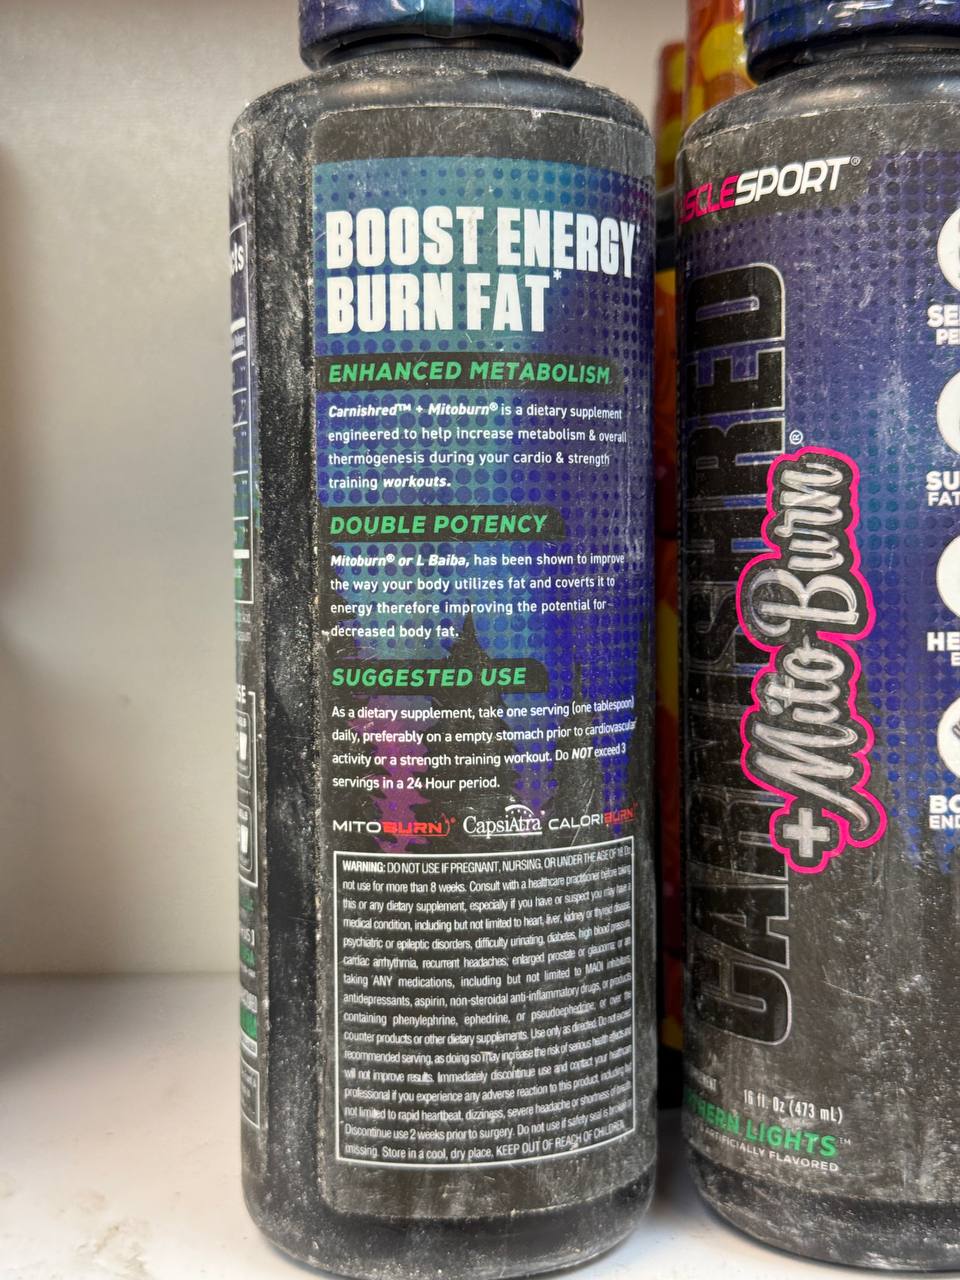 BOOST ENERGY
BURN FAT*
ENHANCED METABOLISM
Carnishred™ + Mitoburn® is a dietary supplement
engineered to help increase metabolism & overall
thermogenesis during your cardio & strength
training workouts.
DOUBLE POTENCY
Mitoburn® or L Baiba, has been shown to improve
the way your body utilizes fat and coverts it to
energy therefore improving the potential for
decreased body fat.
SUGGESTED USE
As a dietary supplement, take one serving (one tablespoon)
daily, preferably on a empty stomach prior to cardiovascular
activity or a strength training workout. Do NOT exceed 3
servings in a 24 Hour period.
MITOBURN® CapsiAtra® CALORIBURN
WARNING: DO NOT USE IF PREGNANT, NURSING, OR UNDER THE AGE OF 18. Do
not use for more than 8 weeks. Consult with a healthcare practitioner before taking
this or any dietary supplement, especially if you have or suspect you may have a
medical condition, including but not limited to heart, liver, kidney or thyroid disease,
psychiatric or epileptic disorders, difficulty urinating, diabetes, high blood pressure,
cardiac arrhythmia, recurrent headaches, enlarged prostate or glaucoma; or are
taking ANY medications, including but not limited to MAOI inhibitors,
antidepressants, aspirin, non-steroidal anti-inflammatory drugs, or products
containing phenylephrine, ephedrine, or pseudoephedrine; or over the
counter products or other dietary supplements. Use only as directed. Do not exceed
recommended serving, as doing so may increase the risk of serious health effects and
will not improve results. Immediately discontinue use and contact your healthcare
professional if you experience any adverse reaction to this product, including but
not limited to rapid heartbeat, dizziness, severe headache or shortness of breath.
Discontinue use 2 weeks prior to surgery. Do not use if safety seal is broken or
missing. Store in a cool, dry place, KEEP OUT OF REACH OF CHILDREN.
SCLESPORT®
CARNISHRED®
+Mito Burn
16 fl. Oz (473 mL)
HERN LIGHTS™
ARTIFICIALLY FLAVORED